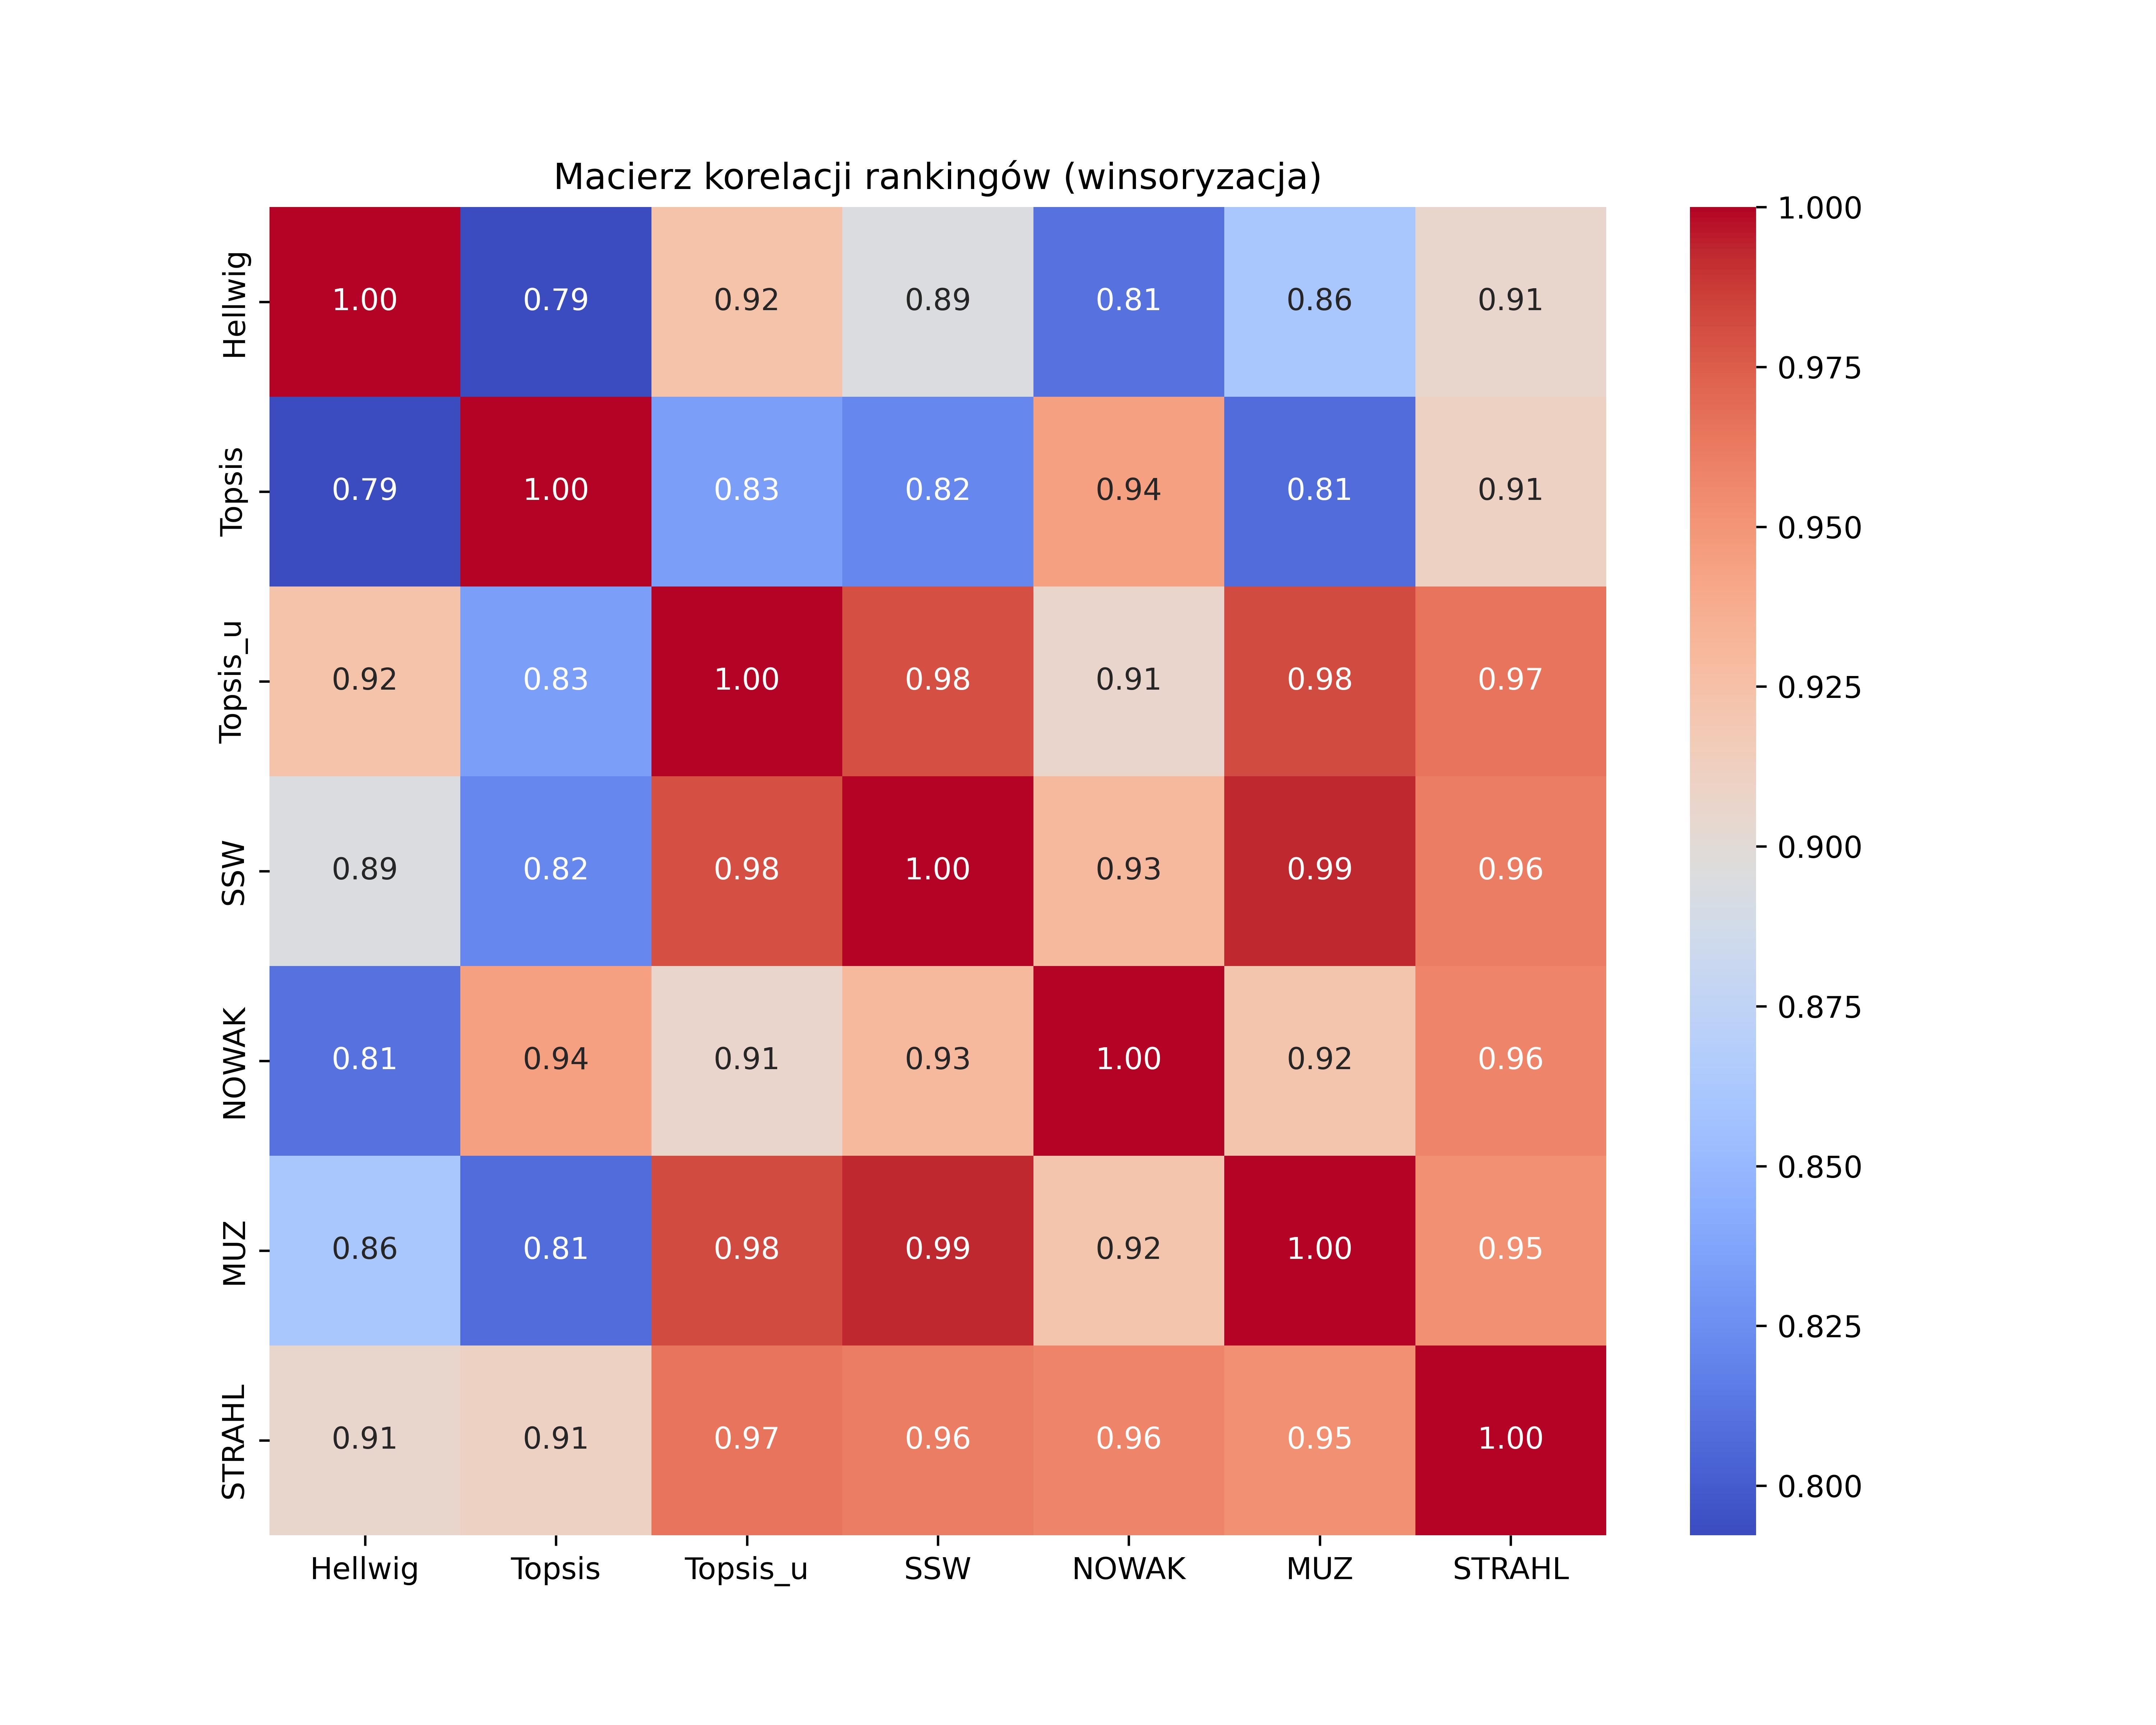 Macierz korelacji rankingów (winsoryzacja)
Hellwig 1.00 0.79 0.92 0.89 0.81 0.86 0.91
Topsis 0.79 1.00 0.83 0.82 0.94 0.81 0.91
Topsis_u 0.92 0.83 1.00 0.98 0.91 0.98 0.97
SSW 0.89 0.82 0.98 1.00 0.93 0.99 0.96
NOWAK 0.81 0.94 0.91 0.93 1.00 0.92 0.96
MUZ 0.86 0.81 0.98 0.99 0.92 1.00 0.95
STRAHL 0.91 0.91 0.97 0.96 0.96 0.95 1.00
Hellwig Topsis Topsis_u SSW NOWAK MUZ STRAHL
1.000
0.975
0.950
0.925
0.900
0.875
0.850
0.825
0.800